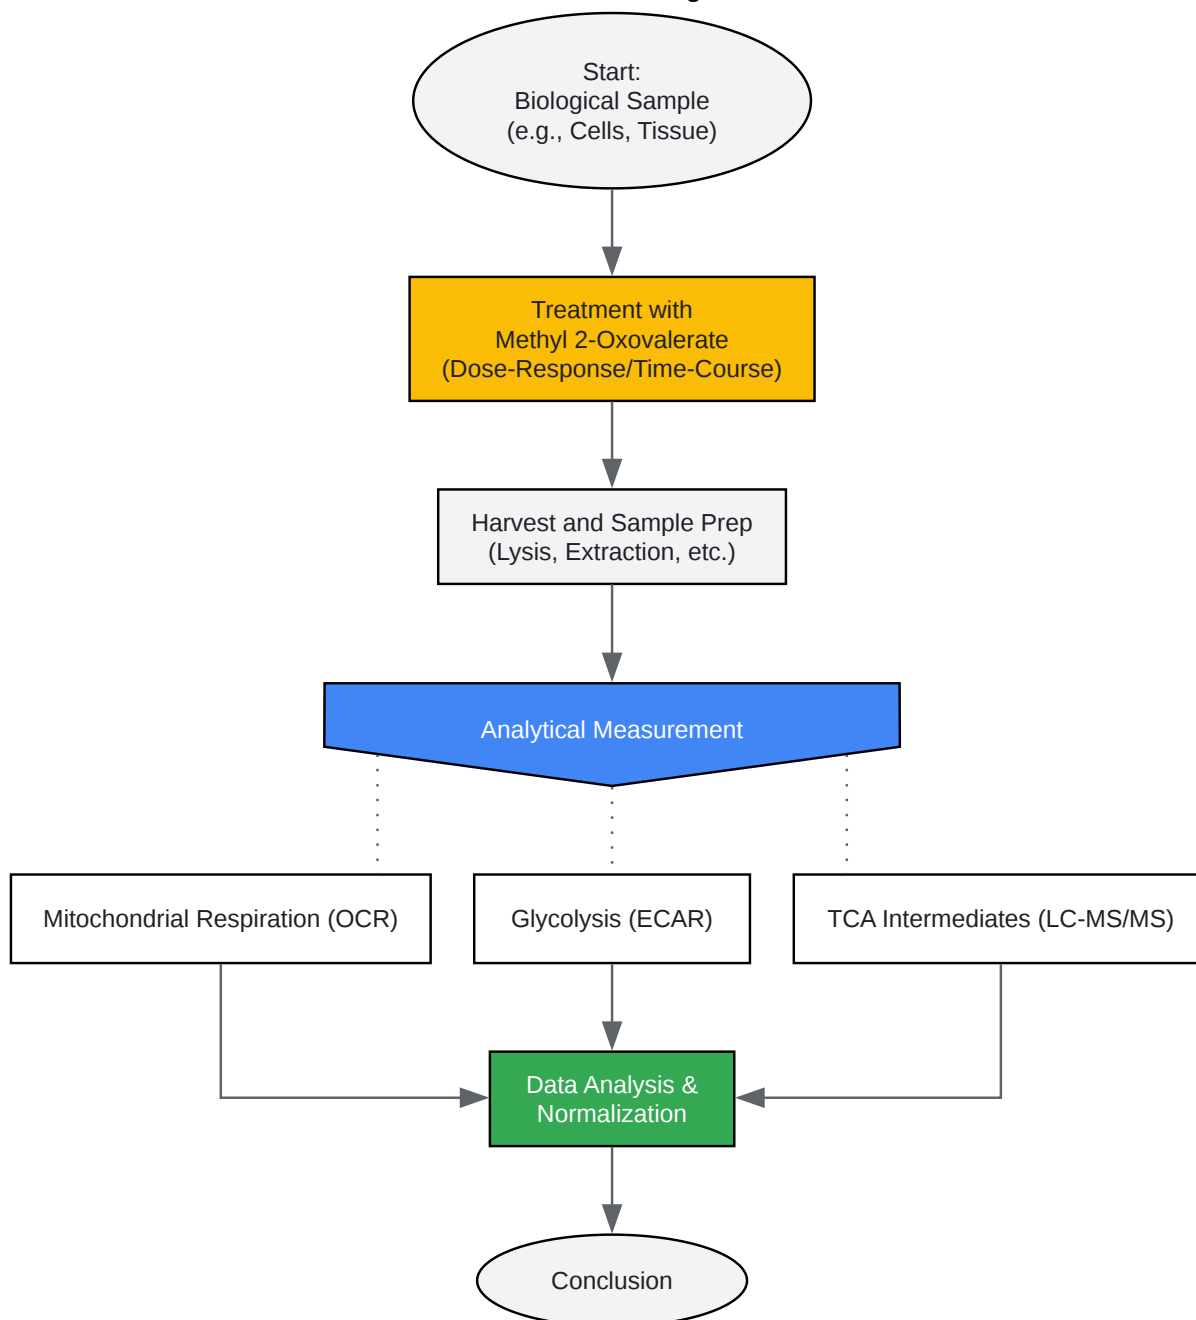 Start:
Biological Sample
(e.g., Cells, Tissue)
Treatment with
Methyl 2-Oxovalerate
(Dose-Response/Time-Course)
Harvest and Sample Prep
(Lysis, Extraction, etc.)
Analytical Measurement
Mitochondrial Respiration (OCR)
Glycolysis (ECAR)
TCA Intermediates (LC-MS/MS)
Data Analysis &
Normalization
Conclusion